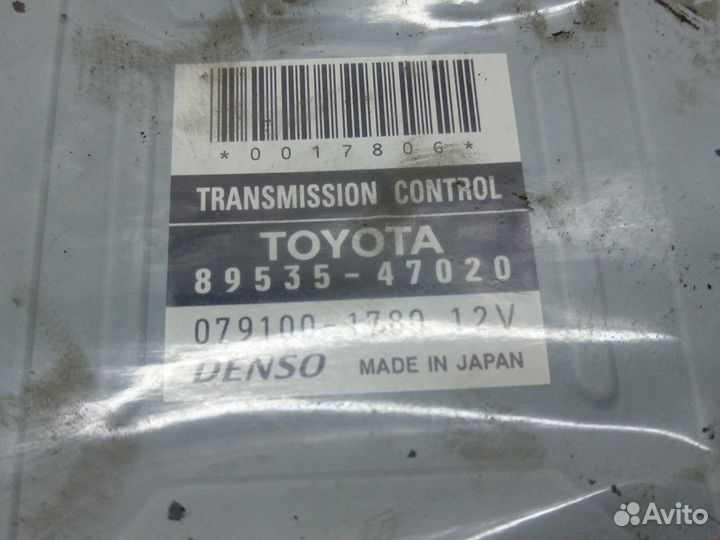 *0017806*
TRANSMISSION CONTROL
TOYOTA
89535-47020
079100-1780 12V
DENSO MADE IN JAPAN
Avito